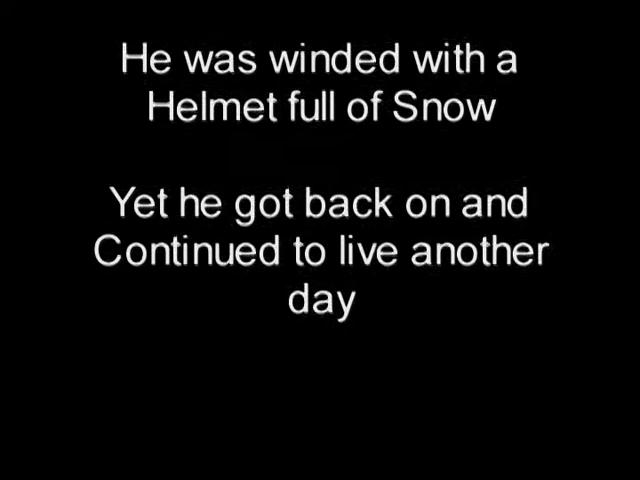 He was winded with a
Helmet full of Snow
Yet he got back on and
Continued to live another
day